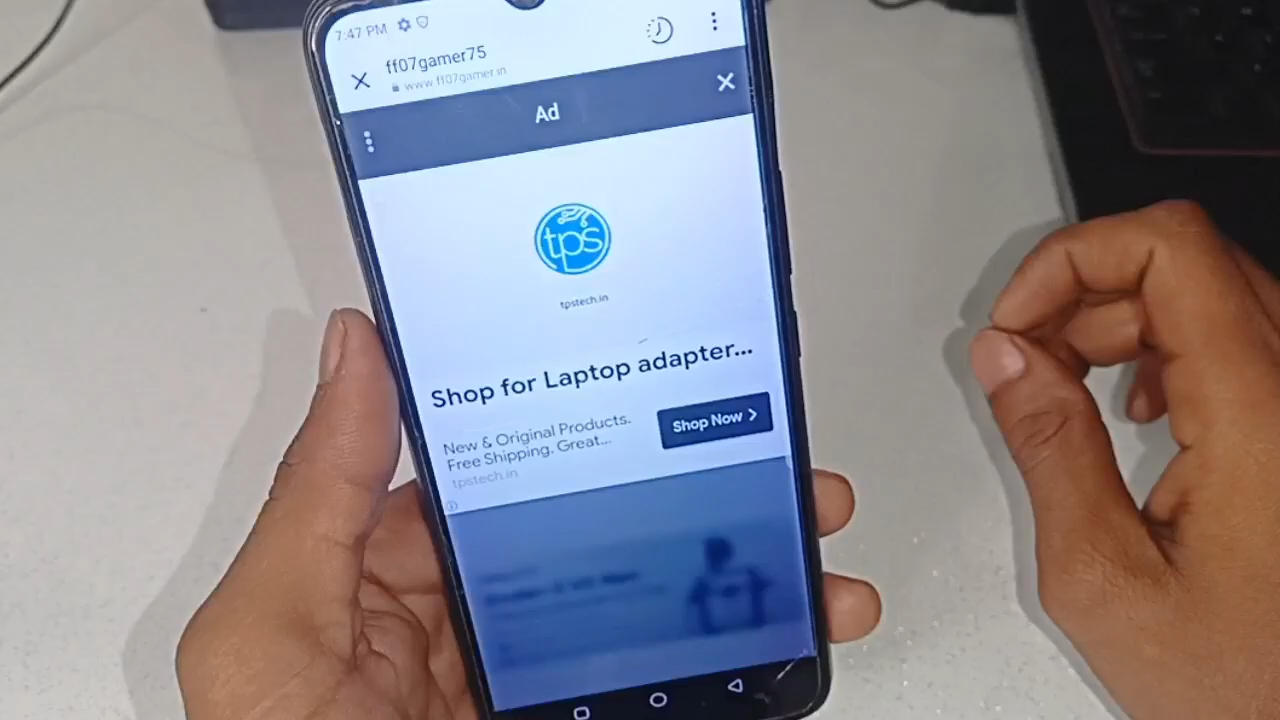 7:47 PM
ff07gamer75
www.ff07gamer.in
Ad
tps
tpstech.in
Shop for Laptop adapter...
New & Original Products.
Free Shipping. Great...
tpstech.in
Shop Now